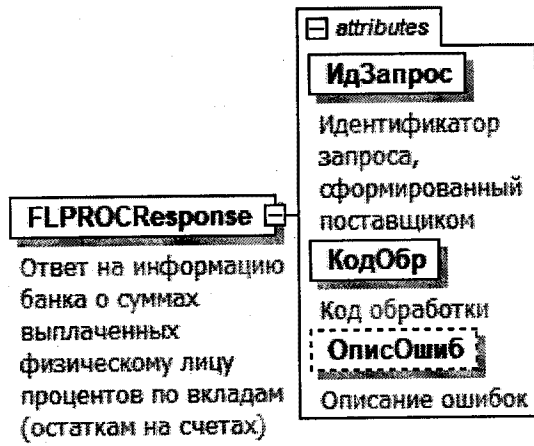 attributes
ИдЗапрос
Идентификатор
запроса,
сформированный
поставщиком
FLPROCResponse
КодОбр
Ответ на информацию
банка о суммах
выплаченных
физическому лицу
процентов по вкладам
(остаткам на счетах)
Код обработки
ОписОшиб
Описание ошибок